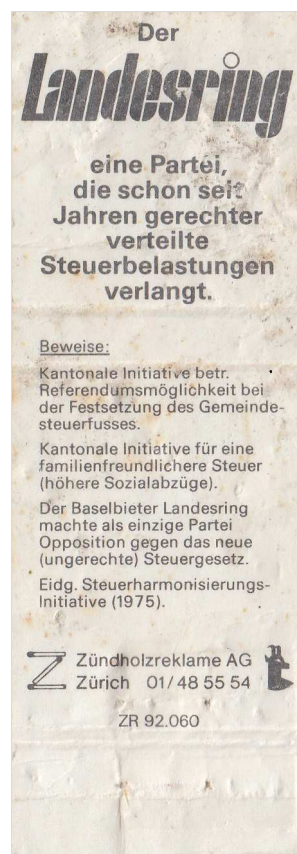 Der
Landesring
eine Partei,
die schon seit
Jahren gerechter
verteilte
Steuerbelastungen
verlangt.
Beweise:
Kantonale Initiative betr.
Referendumsmöglichkeit bei
der Festsetzung des Gemeinde-
steuerfusses.
Kantonale Initiative für eine
familienfreundlichere Steuer
(höhere Sozialabzüge).
Der Baselbieter Landesring
machte als einzige Partei
Opposition gegen das neue
(ungerechte) Steuergesetz.
Eidg. Steuerharmonisierungs-
Initiative (1975).
Zündholzreklame AG
Zürich 01/48 55 54
ZR 92.060